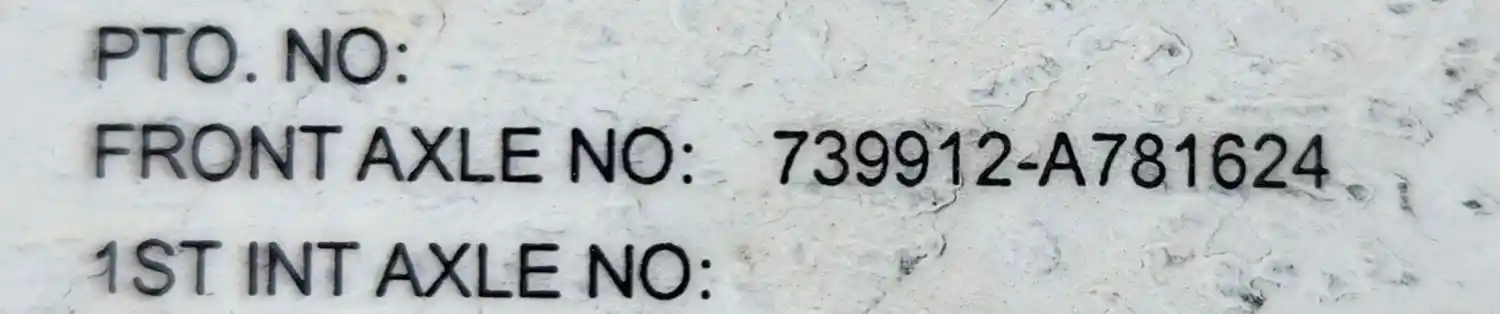 PTO. NO:
FRONT AXLE NO: 739912-A781624
1ST INT AXLE NO: